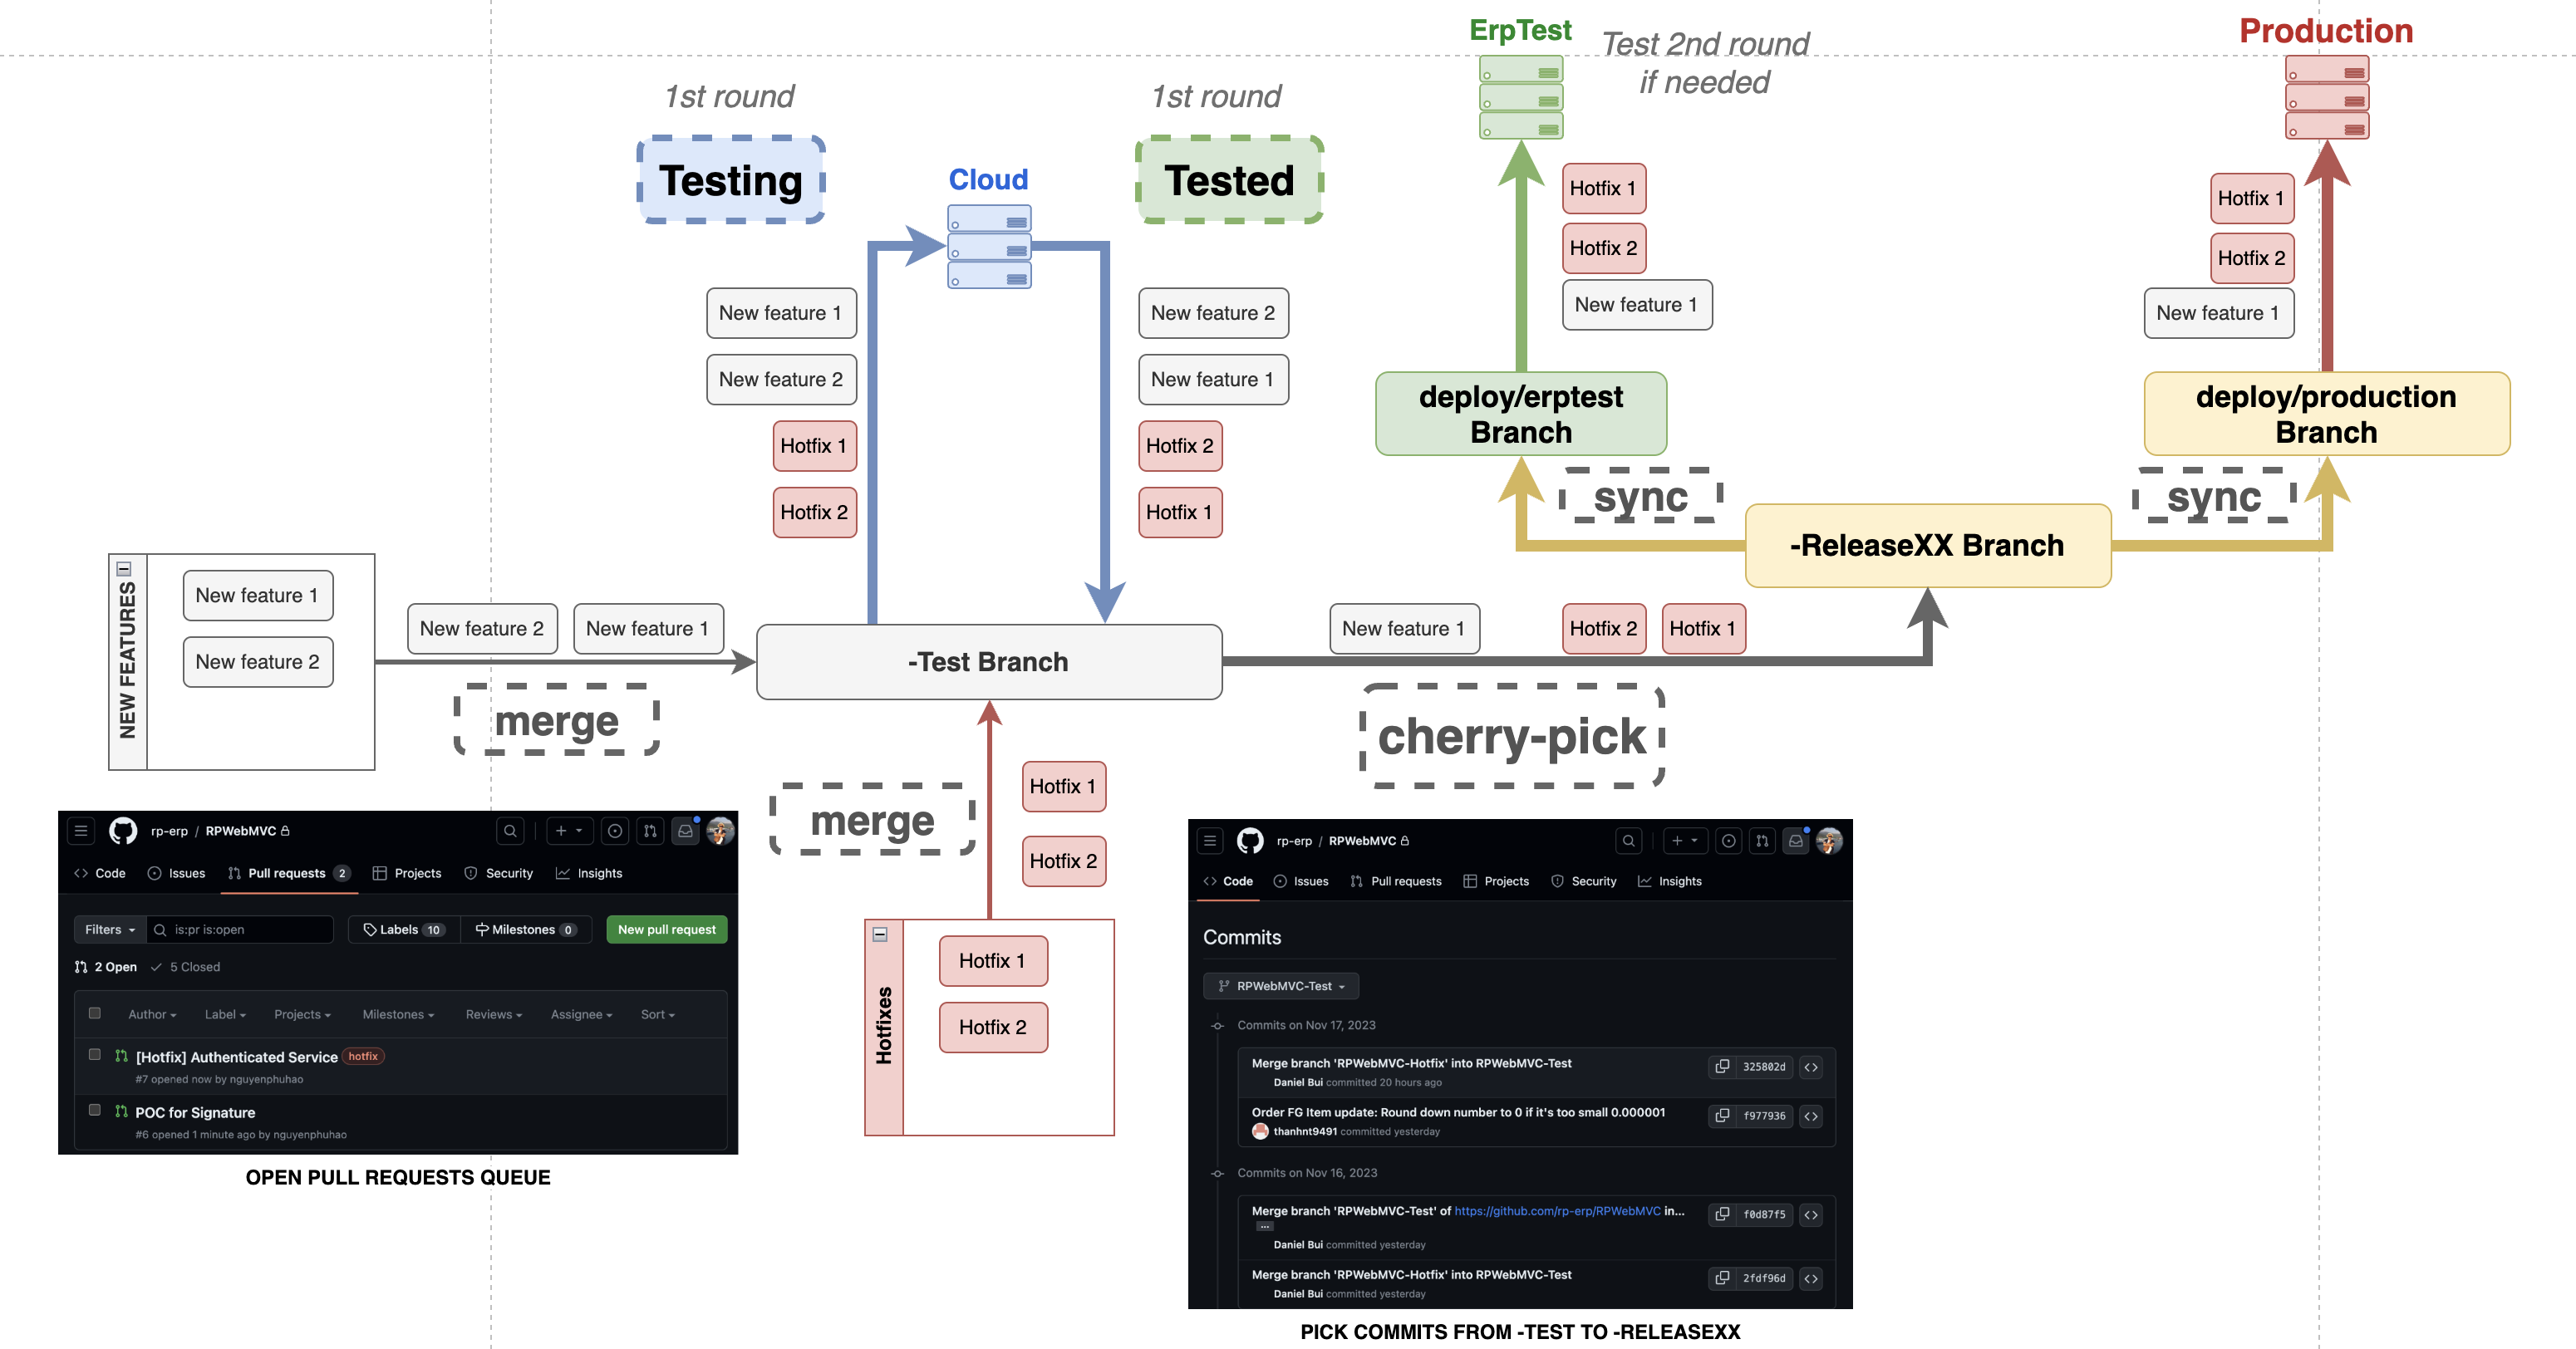 ErpTest
Test 2nd round
if needed
Production
1st round
1st round
Testing
Cloud
Tested
Hotfix 1
Hotfix 2
New feature 1
Hotfix 1
Hotfix 2
New feature 1
New feature 1
New feature 2
Hotfix 1
Hotfix 2
New feature 2
New feature 1
Hotfix 2
Hotfix 1
deploy/erptest
Branch
deploy/production
Branch
sync
sync
-ReleaseXX Branch
NEW FEATURES
New feature 1
New feature 2
New feature 2
New feature 1
merge
-Test Branch
New feature 1
Hotfix 2
Hotfix 1
cherry-pick
merge
Hotfix 1
Hotfix 2
Hotfixes
Hotfix 1
Hotfix 2
rp-erp / RPWebMVC
Code
Issues
Pull requests 2
Projects
Security
Insights
Filters
is:pr is:open
Labels 10
Milestones 0
New pull request
2 Open
5 Closed
Author
Label
Projects
Milestones
Reviews
Assignee
Sort
[Hotfix] Authenticated Service hotfix
#7 opened now by nguyenphuhao
POC for Signature
#6 opened 1 minute ago by nguyenphuhao
OPEN PULL REQUESTS QUEUE
rp-erp / RPWebMVC
Code
Issues
Pull requests
Projects
Security
Insights
Commits
RPWebMVC-Test
Commits on Nov 17, 2023
Merge branch 'RPWebMVC-Hotfix' into RPWebMVC-Test
325802d
Daniel Bui committed 20 hours ago
Order FG Item update: Round down number to 0 if it's too small 0.000001
f977936
thanhnt9491 committed yesterday
Commits on Nov 16, 2023
Merge branch 'RPWebMVC-Test' of https://github.com/rp-erp/RPWebMVC in...
f0d87f5
...
Daniel Bui committed yesterday
Merge branch 'RPWebMVC-Hotfix' into RPWebMVC-Test
2fdf96d
Daniel Bui committed yesterday
PICK COMMITS FROM -TEST TO -RELEASEXX